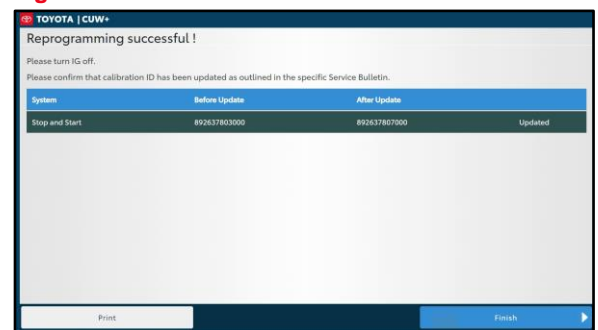 TOYOTA | CUW+
Reprogramming successful !
Please turn IG off.
Please confirm that calibration ID has been updated as outlined in the specific Service Bulletin.
System Before Update After Update
Stop and Start 892637803000 892637807000 Updated
Print Finish